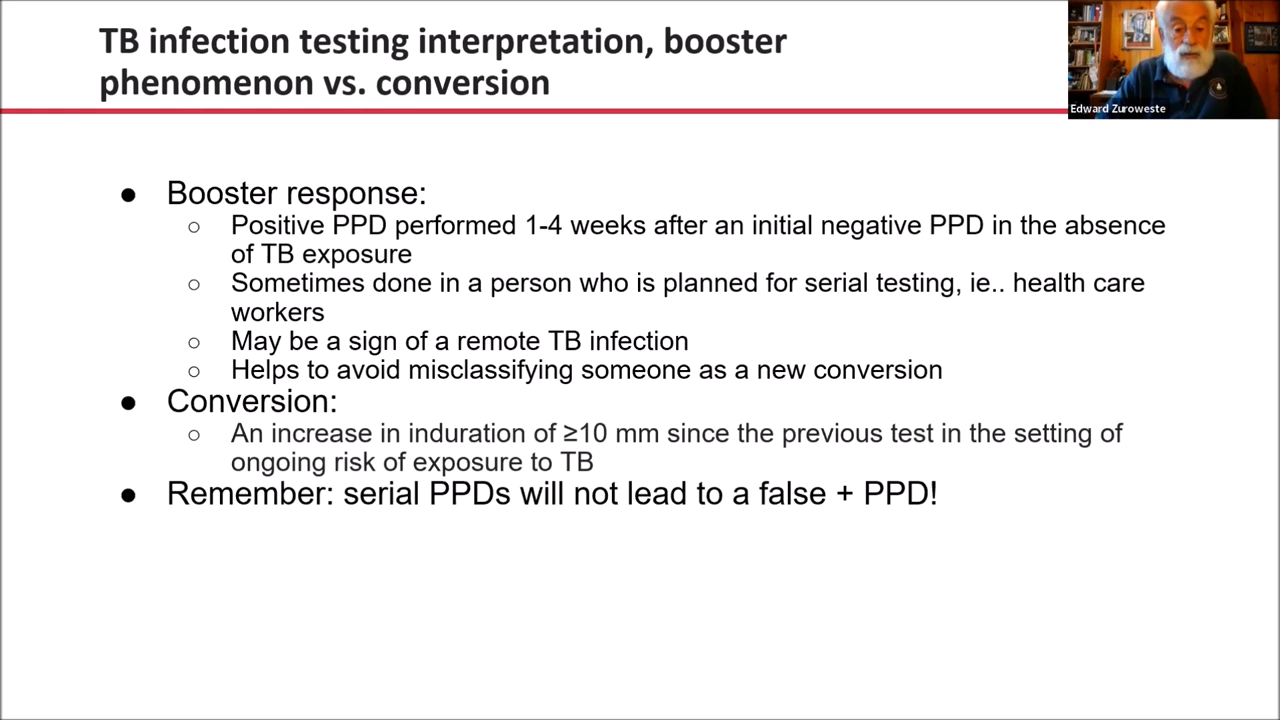 TB infection testing interpretation, booster
phenomenon vs. conversion
Edward Zuroweste
● Booster response:
○ Positive PPD performed 1-4 weeks after an initial negative PPD in the absence
of TB exposure
○ Sometimes done in a person who is planned for serial testing, ie.. health care
workers
○ May be a sign of a remote TB infection
○ Helps to avoid misclassifying someone as a new conversion
● Conversion:
○ An increase in induration of ≥10 mm since the previous test in the setting of
ongoing risk of exposure to TB
● Remember: serial PPDs will not lead to a false + PPD!